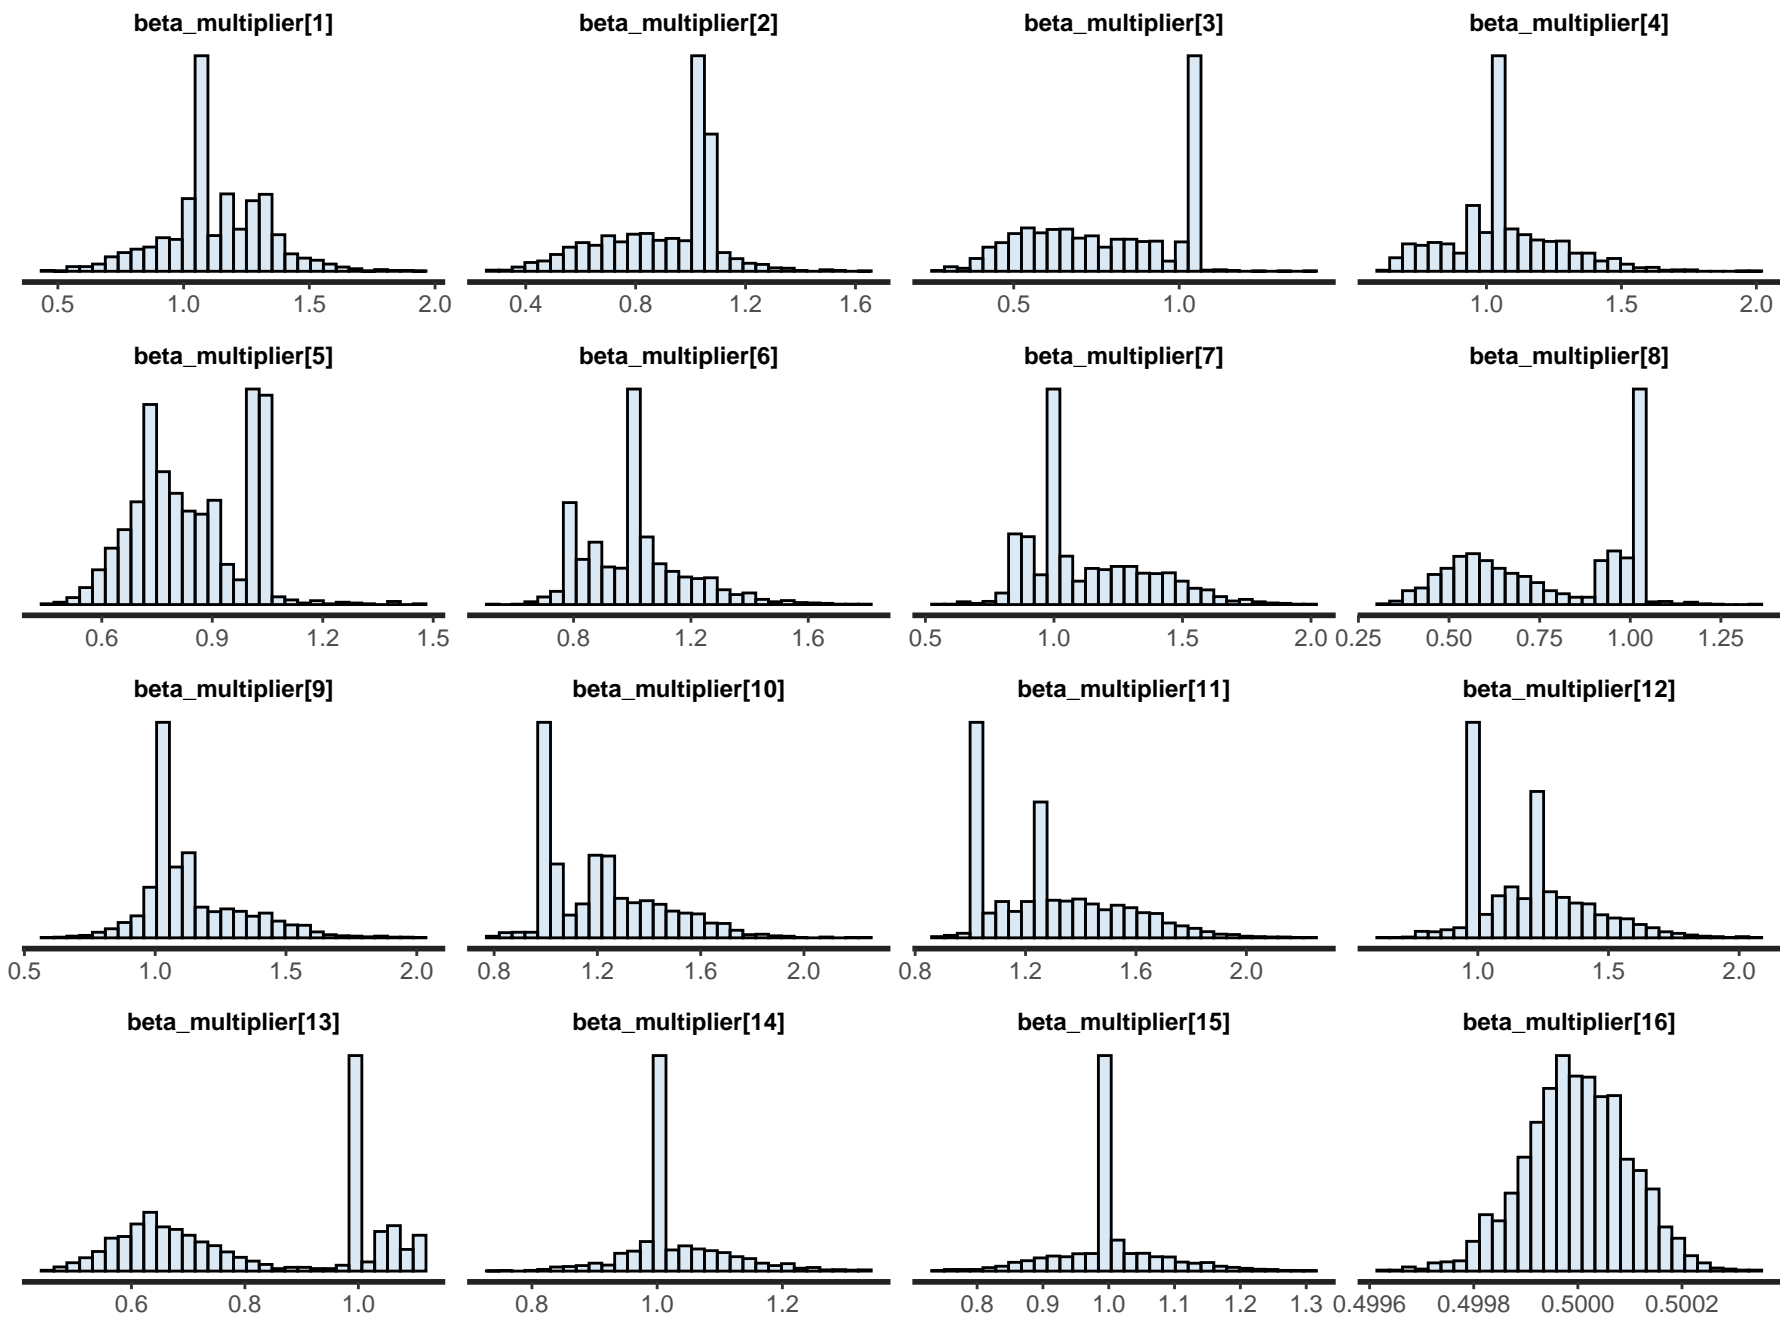 beta_multiplier[1] beta_multiplier[2] beta_multiplier[3] beta_multiplier[4]
0.5 1.0 1.5 2.0 0.4 0.8 1.2 1.6 0.5 1.0 1.0 1.5 2.0
beta_multiplier[5] beta_multiplier[6] beta_multiplier[7] beta_multiplier[8]
0.6 0.9 1.2 1.5 0.8 1.2 1.6 0.5 1.0 1.5 2.0 0.25 0.50 0.75 1.00 1.25
beta_multiplier[9] beta_multiplier[10] beta_multiplier[11] beta_multiplier[12]
0.5 1.0 1.5 2.0 0.8 1.2 1.6 2.0 0.8 1.2 1.6 2.0 1.0 1.5 2.0
beta_multiplier[13] beta_multiplier[14] beta_multiplier[15] beta_multiplier[16]
0.6 0.8 1.0 0.8 1.0 1.2 0.8 0.9 1.0 1.1 1.2 1.3 0.4996 0.4998 0.5000 0.5002